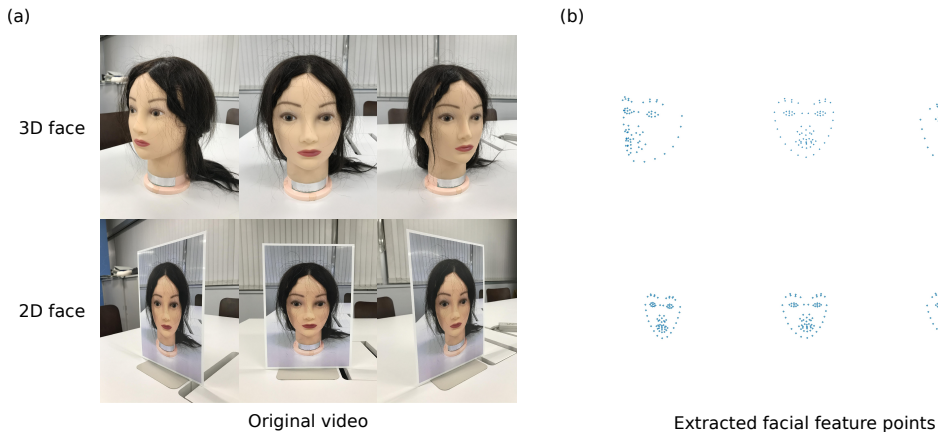 (a)
(b)
3D face
2D face
Original video
Extracted facial feature points